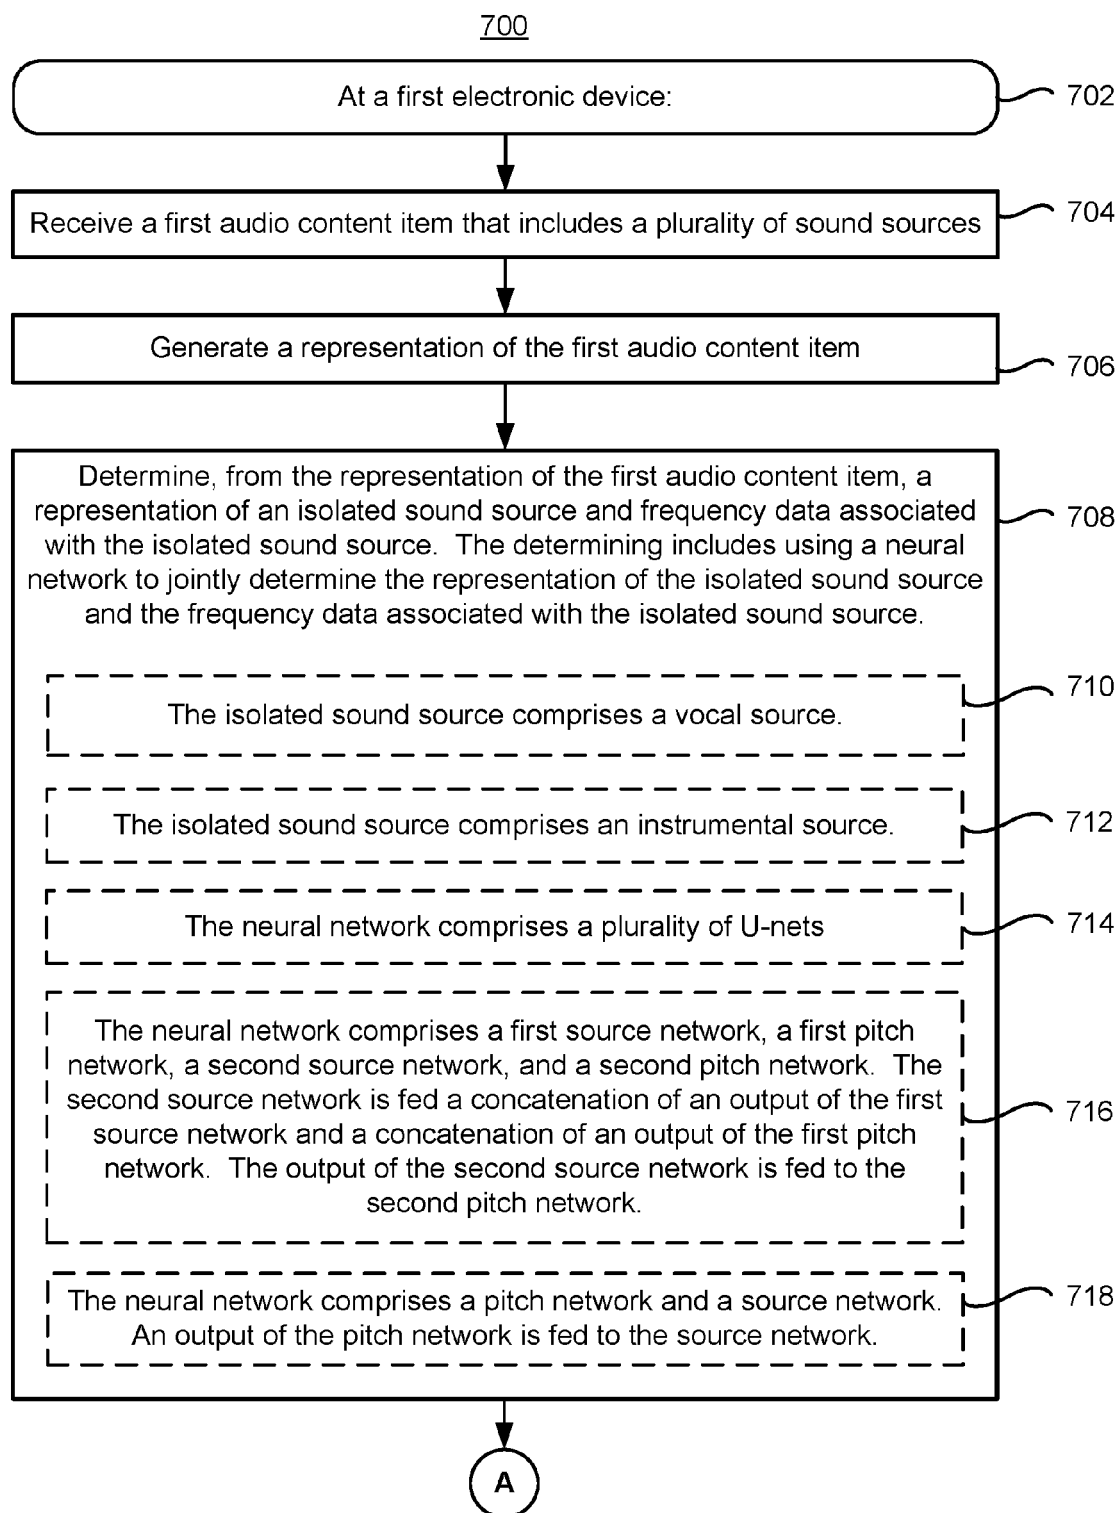 700
At a first electronic device:
702
Receive a first audio content item that includes a plurality of sound sources
704
Generate a representation of the first audio content item
706
Determine, from the representation of the first audio content item, a
representation of an isolated sound source and frequency data associated
with the isolated sound source.  The determining includes using a neural
network to jointly determine the representation of the isolated sound source
and the frequency data associated with the isolated sound source.
708
The isolated sound source comprises a vocal source.
710
The isolated sound source comprises an instrumental source.
712
The neural network comprises a plurality of U-nets
714
The neural network comprises a first source network, a first pitch
network, a second source network, and a second pitch network.  The
second source network is fed a concatenation of an output of the first
source network and a concatenation of an output of the first pitch
network.  The output of the second source network is fed to the
second pitch network.
716
The neural network comprises a pitch network and a source network.
An output of the pitch network is fed to the source network.
718
A